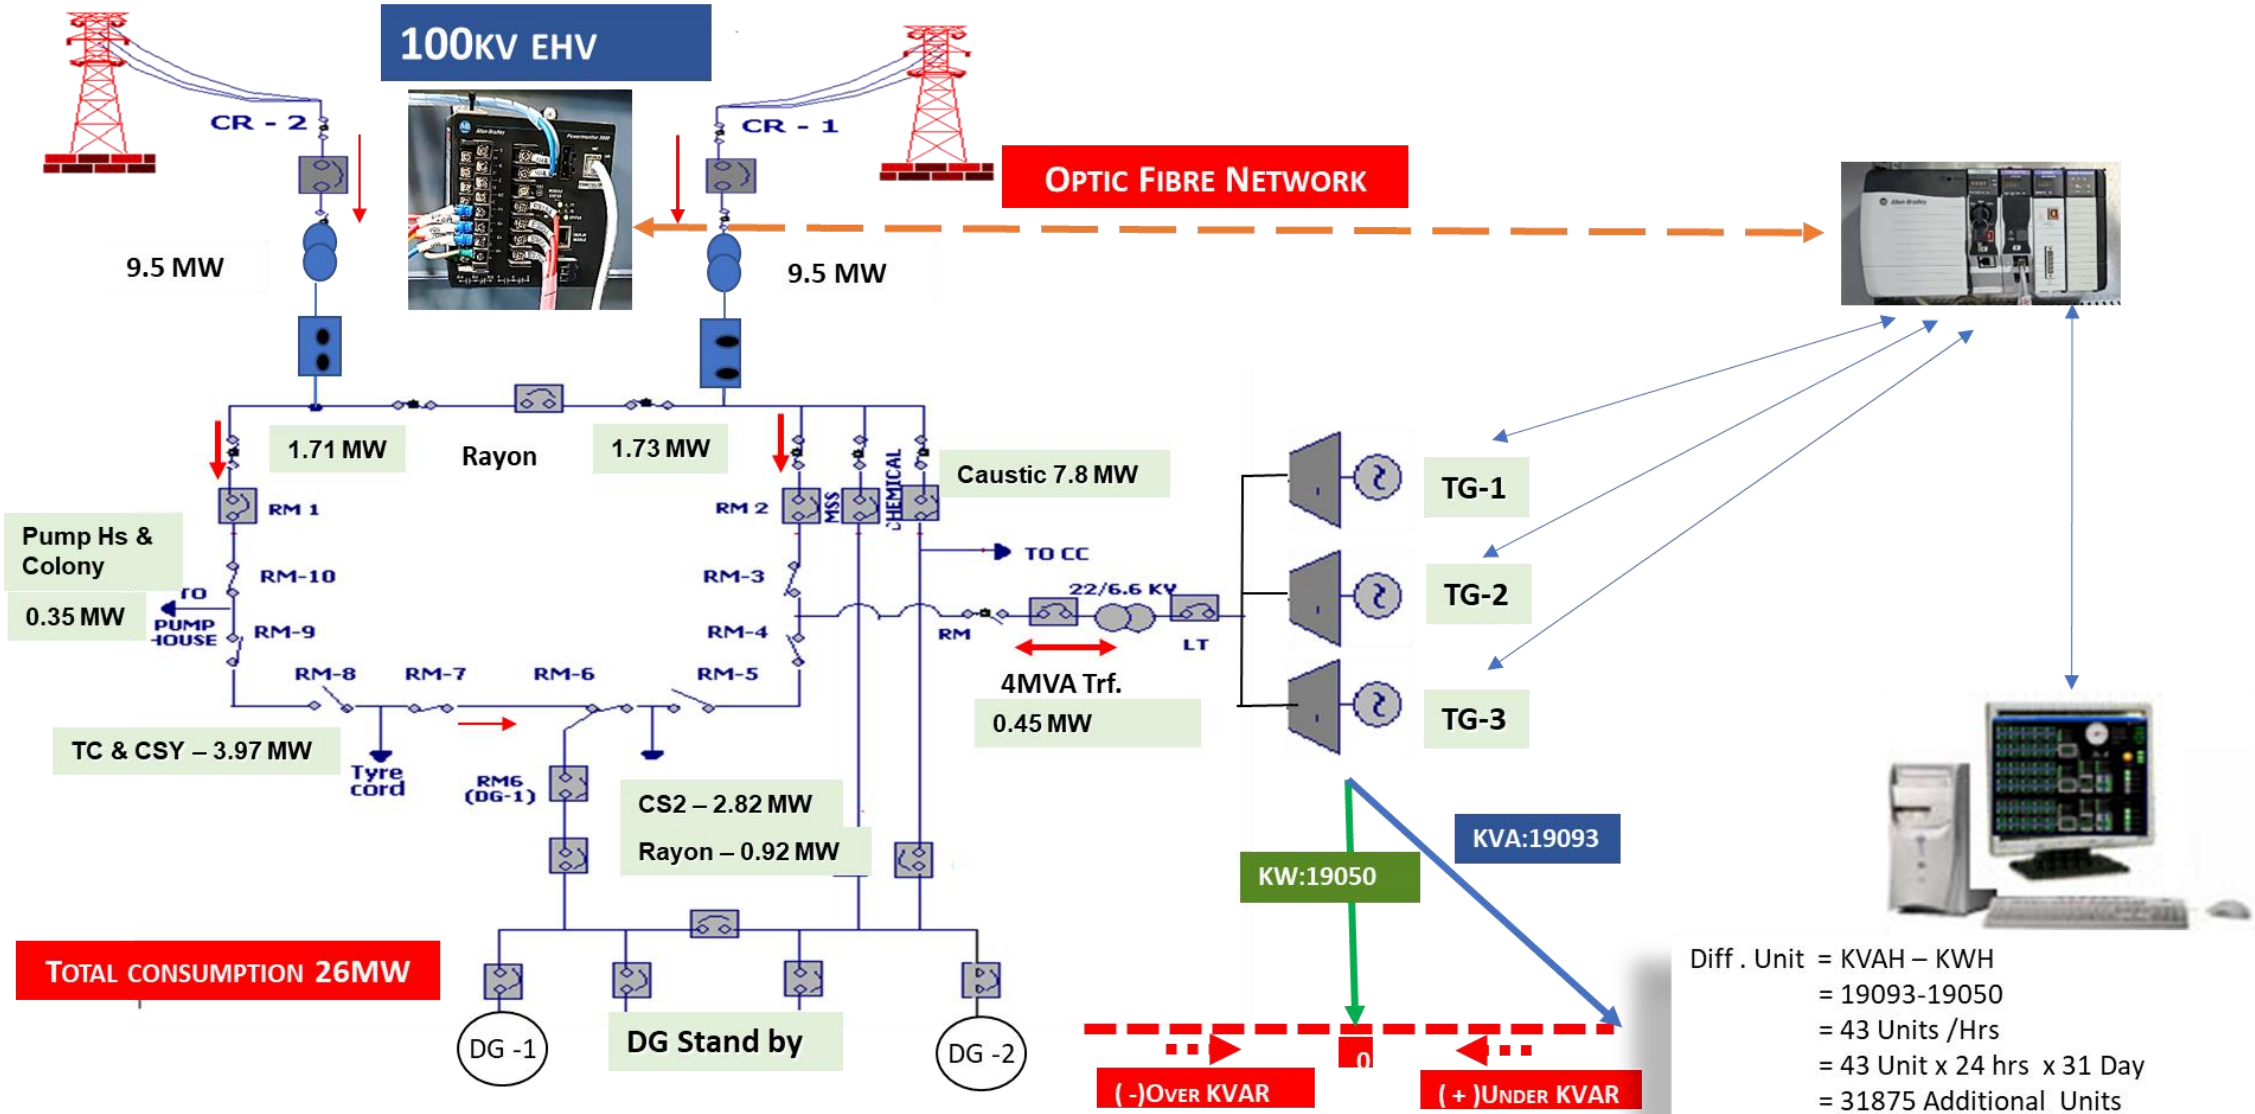 100KV EHV
CR - 2
CR - 1
OPTIC FIBRE NETWORK
Allen-Bradley
Powermonitor 5000
Allen-Bradley
9.5 MW
9.5 MW
1.71 MW
Rayon
1.73 MW
Caustic 7.8 MW
TG-1
RM 1
RM 2
MSS
CHEMICAL
Pump Hs &
Colony
TO CC
RM-10
RM-3
22/6.6 KV
TG-2
TO
PUMP
HOUSE
0.35 MW
RM-9
RM-4
RM
LT
RM-8
RM-7
RM-6
RM-5
4MVA Trf.
0.45 MW
TG-3
TC & CSY – 3.97 MW
Tyre
cord
RM6
(DG-1)
CS2 – 2.82 MW
Rayon – 0.92 MW
KVA:19093
KW:19050
TOTAL CONSUMPTION 26MW
DG -1
DG Stand by
DG -2
0
( -)OVER KVAR
( + )UNDER KVAR
Diff . Unit = KVAH – KWH
= 19093-19050
= 43 Units /Hrs
= 43 Unit x 24 hrs x 31 Day
= 31875 Additional Units